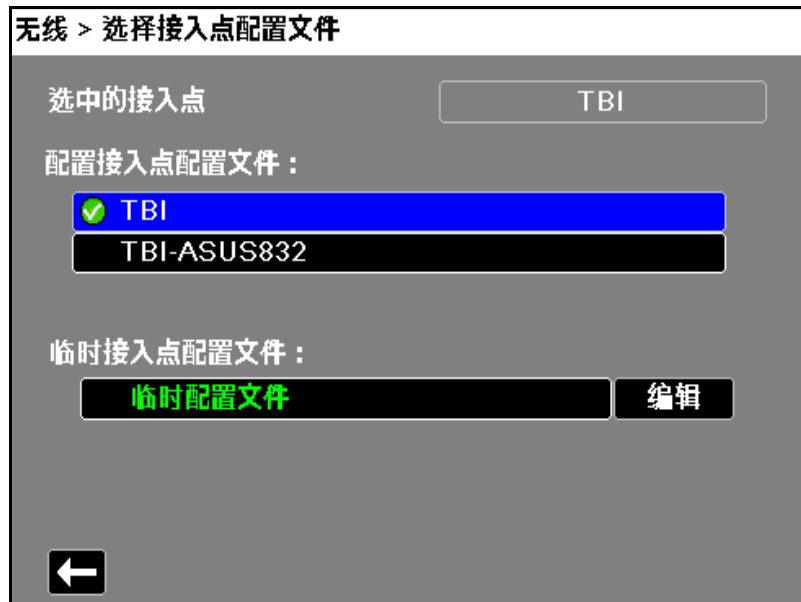 无线 > 选择接入点配置文件
选中的接入点 TBI
配置接入点配置文件：
TBI
TBI-ASUS832
临时接入点配置文件：
临时配置文件 编辑